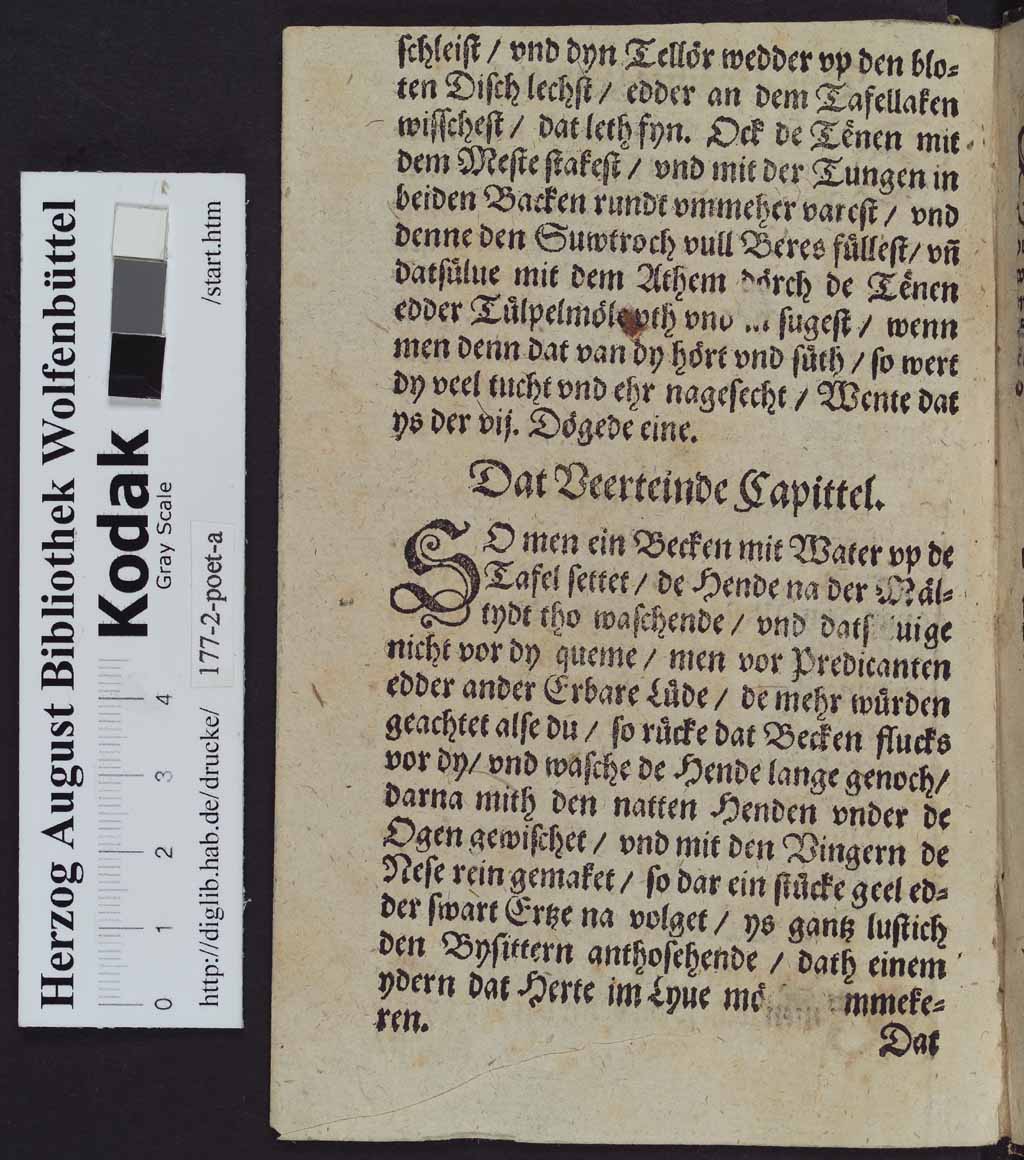 schleist / vnd dyn Tellör wedder vp den blo⸗
ten Disch lechst / edder an dem Tafellaken
wisschest / dat leth fyn. Ock de Tenen mit
dem Meste stakest / vnd mit der Tungen in
beiden Backen rundt vmmeher varest / vnd
denne den Suwtroch vull Beres füllest / vñ
datsülue mit dem Athem dörch de Tenen
edder vth vnd sugest / wenn
men denn dat van dy hört vnd süth / so wert
dy veel tucht vnd ehr nagesecht / Wente dat
ys der vij. Dögede eine.
Dat Veerteinde Capittel.
SO men ein Becken mit Water vp de
Tafel settet / de Hende na der Mäl⸗
tydt tho waschende / vnd
nicht vor dy queme / men vor Predicanten
edder ander Erbare Lüde / de mehr würden
geachtet alse du / so rücke dat Becken flucks
vor dy / vnd wasche de Hende lange genoch /
darna mith den natten Henden vnder de
Ogen gewischet / vnd mit den Vingern de
Nese rein gemaket / so dar ein stücke geel ed⸗
der swart Ertze na volget / ys gantz lustich
den Bysittern anthosehende / dath einem
ydern dat Herte im Lyue mmeke⸗
ren.
Dat
Herzog August Bibliothek Wolfenbüttel
Kodak
Gray Scale
0 1 2 3 4
http://diglib.hab.de/drucke/ 1777-2-poet-a /start.htm